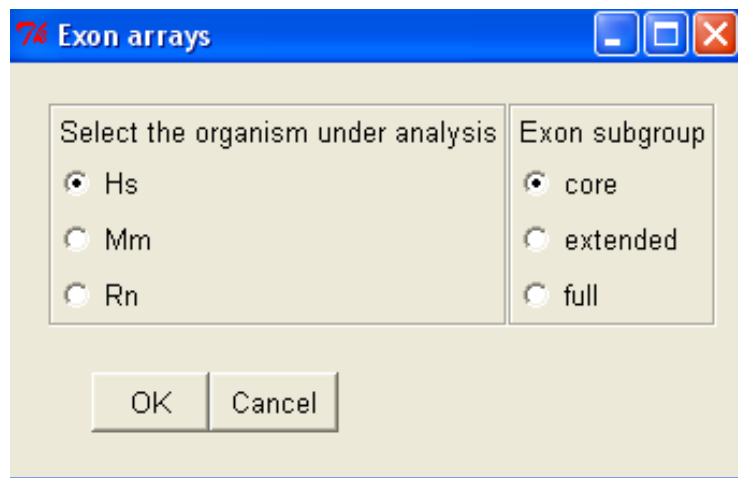 Exon arrays
Select the organism under analysis
Hs
Mm
Rn
Exon subgroup
core
extended
full
OK
Cancel